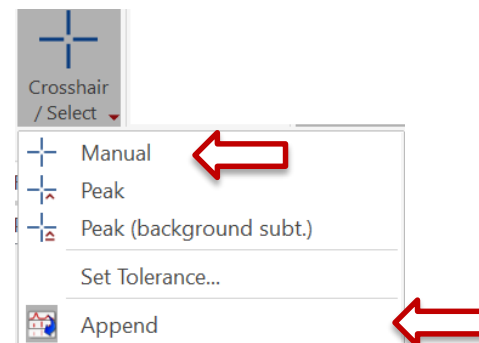 Crosshair
/ Select
Manual
Peak
Peak (background subt.)
Set Tolerance...
Append